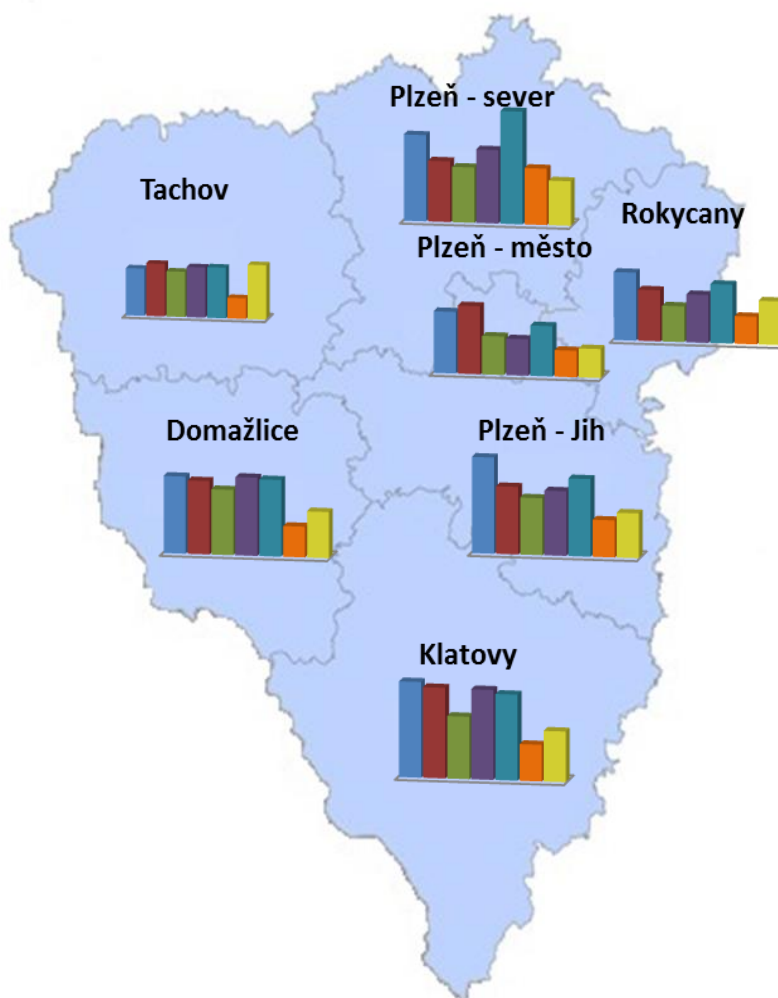 Plzeň - sever
Tachov
Rokycany
Plzeň - město
Domažlice
Plzeň - Jih
Klatovy